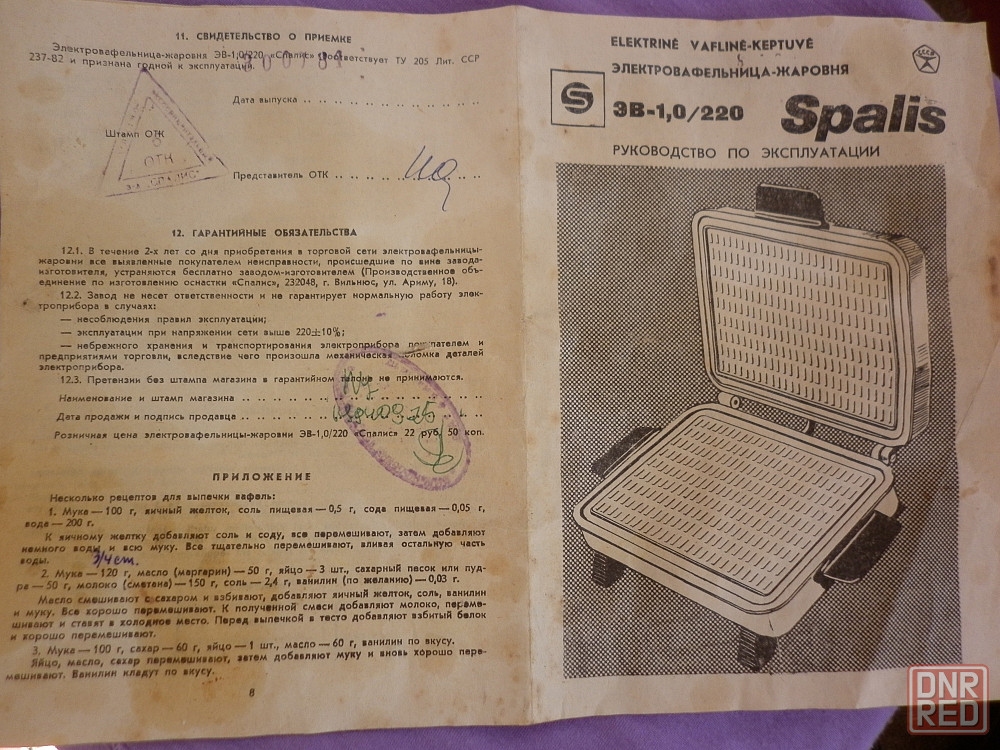 11. СВИДЕТЕЛЬСТВО О ПРИЕМКЕ
Электровафельница-жаровня ЭВ-1,0/220 «Спалис» соответствует ТУ 205 Лит. ССР
237-82 и признана годной к эксплуатации.
Дата выпуска
Штамп ОТК
ОТК
„СПАЛИС"
Представитель ОТК
12. ГАРАНТИЙНЫЕ ОБЯЗАТЕЛЬСТВА
12.1. В течение 2-х лет со дня приобретения в торговой сети электровафельницы-
жаровни все выявленные покупателем неисправности, происшедшие по вине завода-
изготовителя, устраняются бесплатно заводом-изготовителем (Производственное объ-
единение по изготовлению оснастки «Спалис», 232048, г. Вильнюс, ул. Ариму, 18).
12.2. Завод не несет ответственности и не гарантирует нормальную работу элек-
троприбора в случаях:
— несоблюдения правил эксплуатации;
— эксплуатации при напряжении сети выше 220±10%;
— небрежного хранения и транспортирования электроприбора покупателем и
предприятиями торговли, вследствие чего произошла механическая поломка деталей
электроприбора.
12.3. Претензии без штампа магазина в гарантийном талоне не принимаются.
Наименование и штамп магазина
Дата продажи и подпись продавца
Розничная цена электровафельницы-жаровни ЭВ-1,0/220 «Спалис» 22 руб. 50 коп.
ПРИЛОЖЕНИЕ
Несколько рецептов для выпечки вафель:
1. Мука — 100 г, яичный желток, соль пищевая — 0,5 г, сода пищевая — 0,05 г,
вода — 200 г.
К яичному желтку добавляют соль и соду, все перемешивают, затем добавляют
немного воды и всю муку. Все тщательно перемешивают, вливая остальную часть
воды. 3/4 ст.
2. Мука — 120 г, масло (маргарин) — 50 г, яйцо — 3 шт., сахарный песок или пуд-
ра — 50 г, молоко (сметана) — 150 г, соль — 2,4 г, ванилин (по желанию) — 0,03 г.
Масло смешивают с сахаром и взбивают, добавляют яичный желток, соль, ванилин
и муку. Все хорошо перемешивают. К полученной смеси добавляют молоко, переме-
шивают и ставят в холодное место. Перед выпечкой в тесто добавляют взбитый белок
и хорошо перемешивают.
3. Мука — 100 г, сахар — 60 г, яйцо — 1 шт., масло — 60 г, ванилин по вкусу.
Яйцо, масло, сахар перемешивают, затем добавляют муку и вновь хорошо пере-
мешивают. Ванилин кладут по вкусу.
8
ELEKTRINĖ VAFLINĖ-KEPTUVĖ
ЭЛЕКТРОВАФЕЛЬНИЦА-ЖАРОВНЯ
ЭВ-1,0/220 Spalis
РУКОВОДСТВО ПО ЭКСПЛУАТАЦИИ
DNR
RED